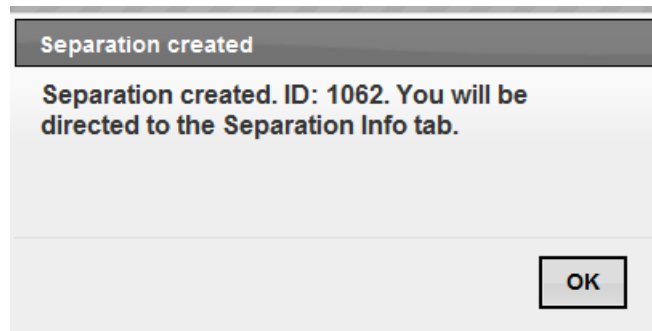 Separation created
Separation created. ID: 1062. You will be
directed to the Separation Info tab.
OK